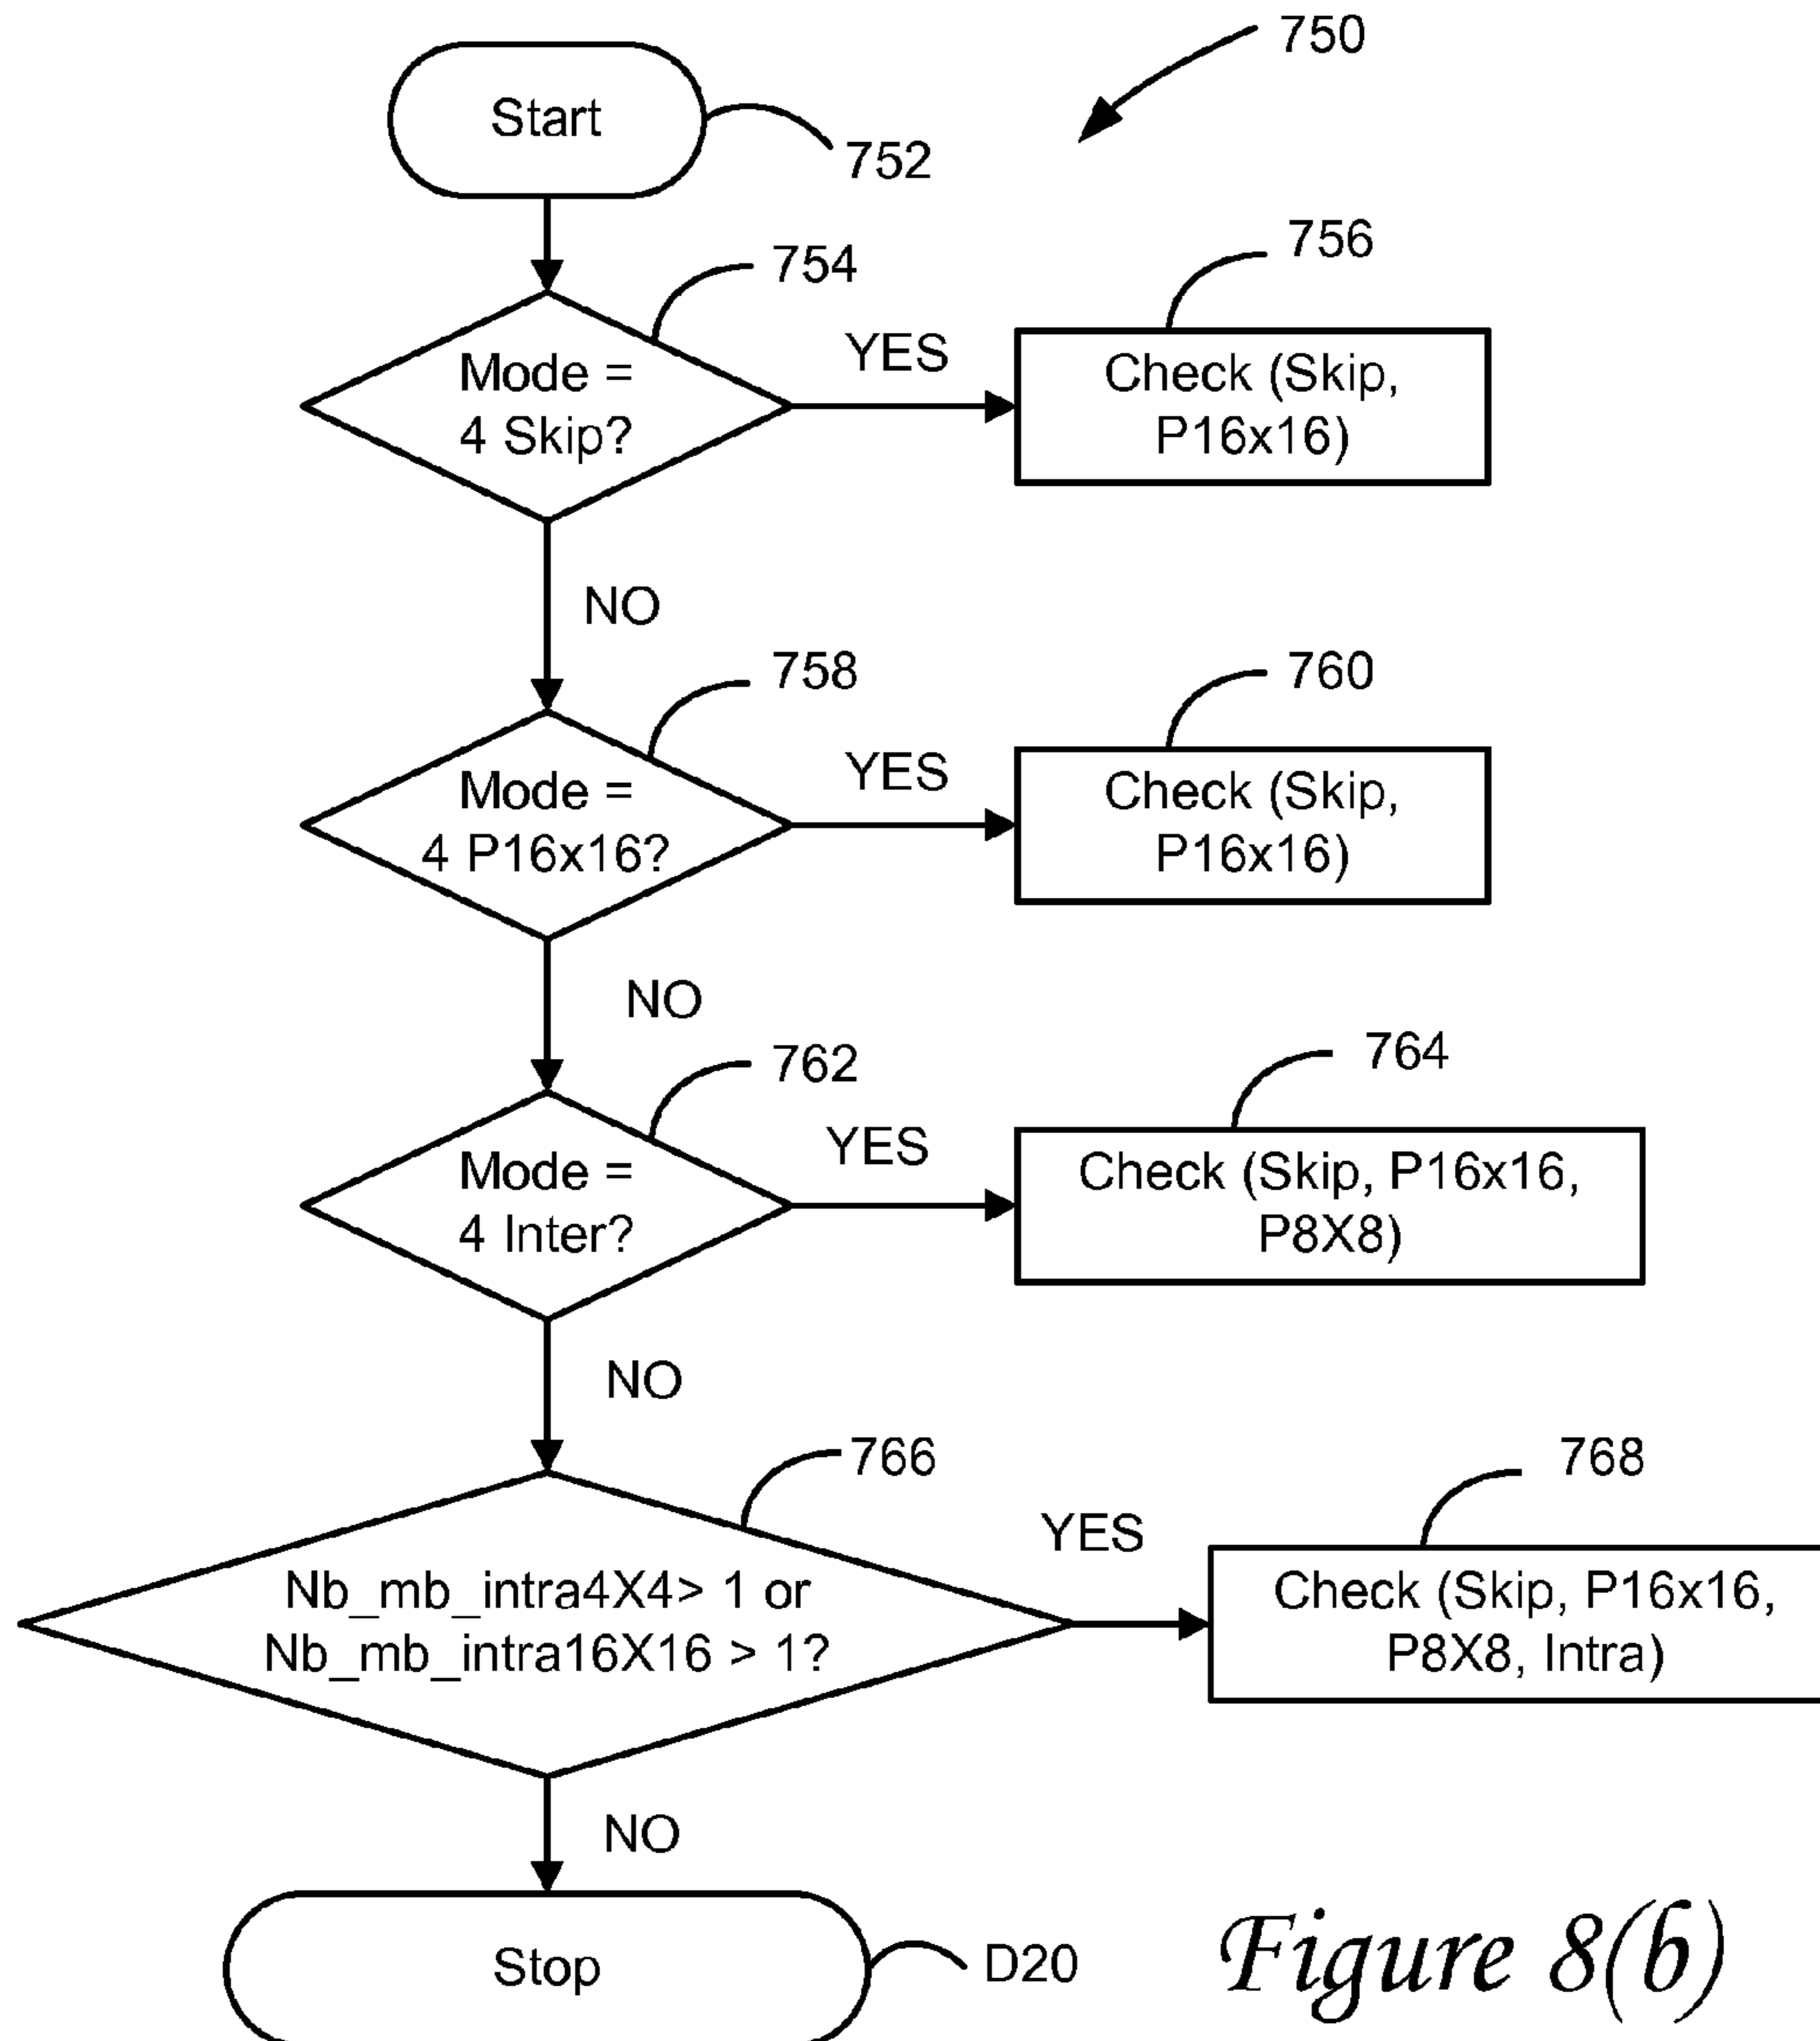 750
Start
752
754
756
Mode =
4 Skip?
YES
Check (Skip,
P16x16)
NO
758
760
Mode =
4 P16x16?
YES
Check (Skip,
P16x16)
NO
762
764
Mode =
4 Inter?
YES
Check (Skip, P16x16,
P8X8)
NO
766
768
Nb_mb_intra4X4> 1 or
Nb_mb_intra16X16 > 1?
YES
Check (Skip, P16x16,
P8X8, Intra)
NO
Stop
D20
Figure 8(b)